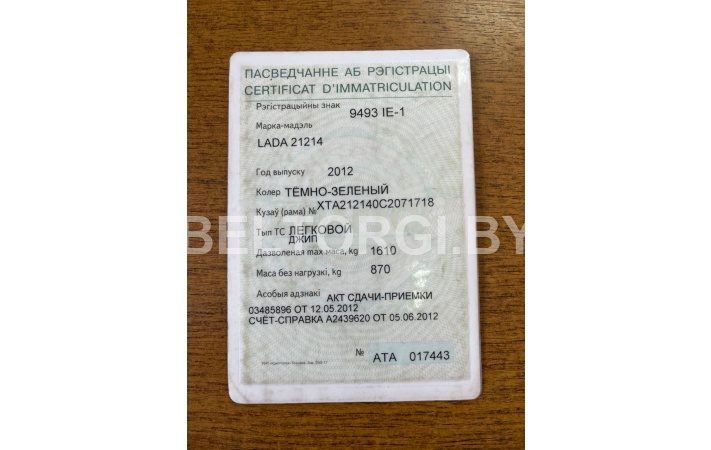 ПАСВЕДЧАННЕ АБ РЭГІСТРАЦЫІ
CERTIFICAT D'IMMATRICULATION
Рэгістрацыйны знак 9493 IE-1
Марка-мадэль
LADA 21214
Год выпуску 2012
Колер ТЁМНО-ЗЕЛЕНЫЙ
Кузаў (рама) № XTA212140C2071718
Тып ТС ЛЕГКОВОЙ
ДЖИП
BELTORGI.BY
Дазволеная max маса, kg 1610
Маса без нагрузкі, kg 870
Асобыя адзнакі АКТ СДАЧИ-ПРИЕМКИ
03485896 ОТ 12.05.2012
СЧЁТ-СПРАВКА А2439620 ОТ 05.06.2012
№ АТА 017443